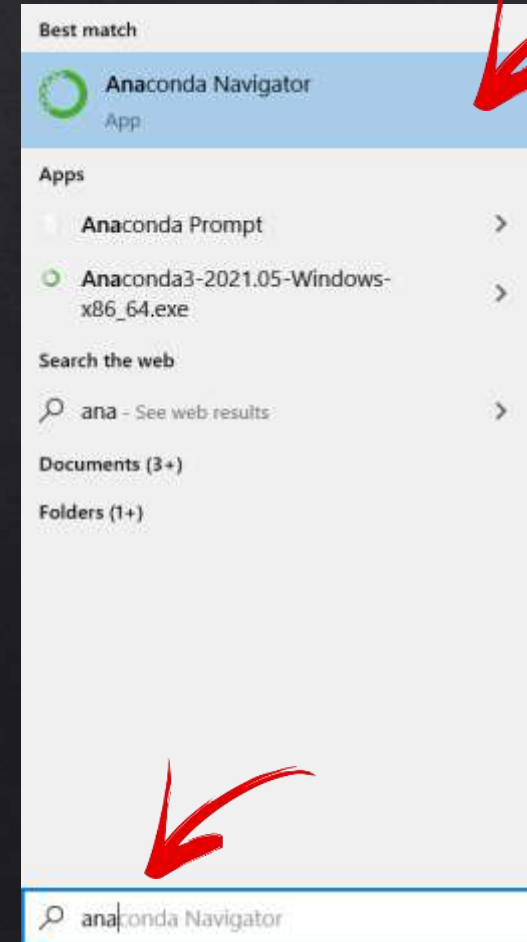 Best match
Anaconda Navigator
App
Apps
Anaconda Prompt
Anaconda3-2021.05-Windows-
x86_64.exe
Search the web
ana - See web results
Documents (3+)
Folders (1+)
anaconda Navigator